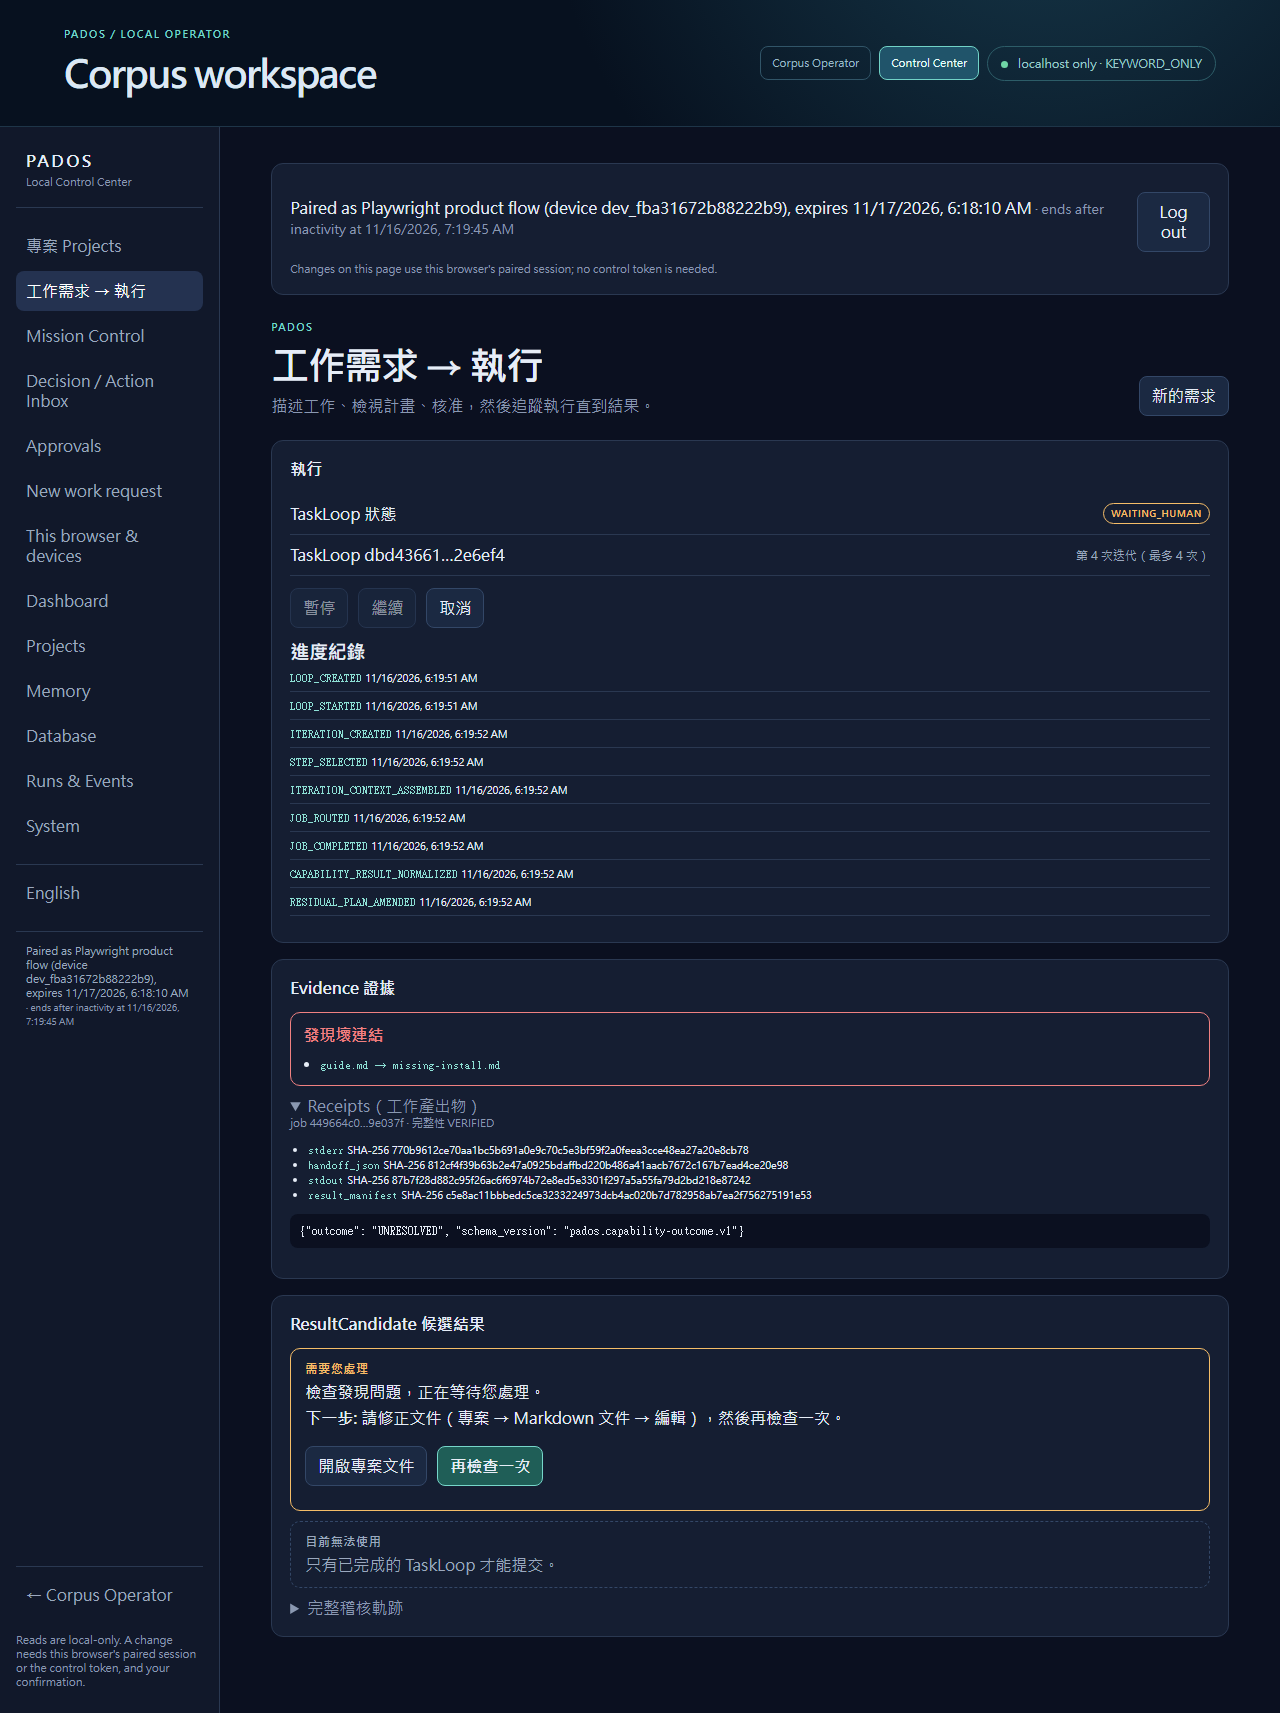 PADOS / LOCAL OPERATOR
Corpus workspace
Corpus Operator
Control Center
localhost only · KEYWORD_ONLY
PADOS
Local Control Center
專案 Projects
工作需求 → 執行
Mission Control
Decision / Action
Inbox
Approvals
New work request
This browser &
devices
Dashboard
Projects
Memory
Database
Runs & Events
System
English
Paired as Playwright product
flow (device
dev_fba31672b88222b9),
expires 11/17/2026, 6:18:10 AM
· ends after inactivity at 11/16/2026,
7:19:45 AM
← Corpus Operator
Reads are local-only. A change
needs this browser's paired session
or the control token, and your
confirmation.
Paired as Playwright product flow (device dev_fba31672b88222b9), expires 11/17/2026, 6:18:10 AM · ends after
inactivity at 11/16/2026, 7:19:45 AM
Log
out
Changes on this page use this browser's paired session; no control token is needed.
PADOS
工作需求 → 執行
描述工作、檢視計畫、核准，然後追蹤執行直到結果。
新的需求
執行
TaskLoop 狀態
WAITING_HUMAN
TaskLoop dbd43661…2e6ef4
第 4 次迭代（最多 4 次）
暫停
繼續
取消
進度紀錄
LOOP_CREATED 11/16/2026, 6:19:51 AM
LOOP_STARTED 11/16/2026, 6:19:51 AM
ITERATION_CREATED 11/16/2026, 6:19:52 AM
STEP_SELECTED 11/16/2026, 6:19:52 AM
ITERATION_CONTEXT_ASSEMBLED 11/16/2026, 6:19:52 AM
JOB_ROUTED 11/16/2026, 6:19:52 AM
JOB_COMPLETED 11/16/2026, 6:19:52 AM
CAPABILITY_RESULT_NORMALIZED 11/16/2026, 6:19:52 AM
RESIDUAL_PLAN_AMENDED 11/16/2026, 6:19:52 AM
Evidence 證據
發現壞連結
• guide.md → missing-install.md
▼ Receipts（工作產出物）
job 449664c0…9e037f · 完整性 VERIFIED
• stderr SHA-256 770b9612ce70aa1bc5b691a0e9c70c5e3bf59f2a0feea3cce48ea27a20e8cb78
• handoff_json SHA-256 812cf4f39b63b2e47a0925bdaffbd220b486a41aacb7672c167b7ead4ce20e98
• stdout SHA-256 87b7f28d882c95f26ac6f6974b72e8ed5e3301f297a5a55fa79d2bd218e87242
• result_manifest SHA-256 c5e8ac11bbbedc5ce3233224973dcb4ac020b7d782958ab7ea2f756275191e53
{"outcome": "UNRESOLVED", "schema_version": "pados.capability-outcome.v1"}
ResultCandidate 候選結果
需要您處理
檢查發現問題，正在等待您處理。
下一步: 請修正文件（專案 → Markdown 文件 → 編輯），然後再檢查一次。
開啟專案文件
再檢查一次
目前無法使用
只有已完成的 TaskLoop 才能提交。
▶ 完整稽核軌跡